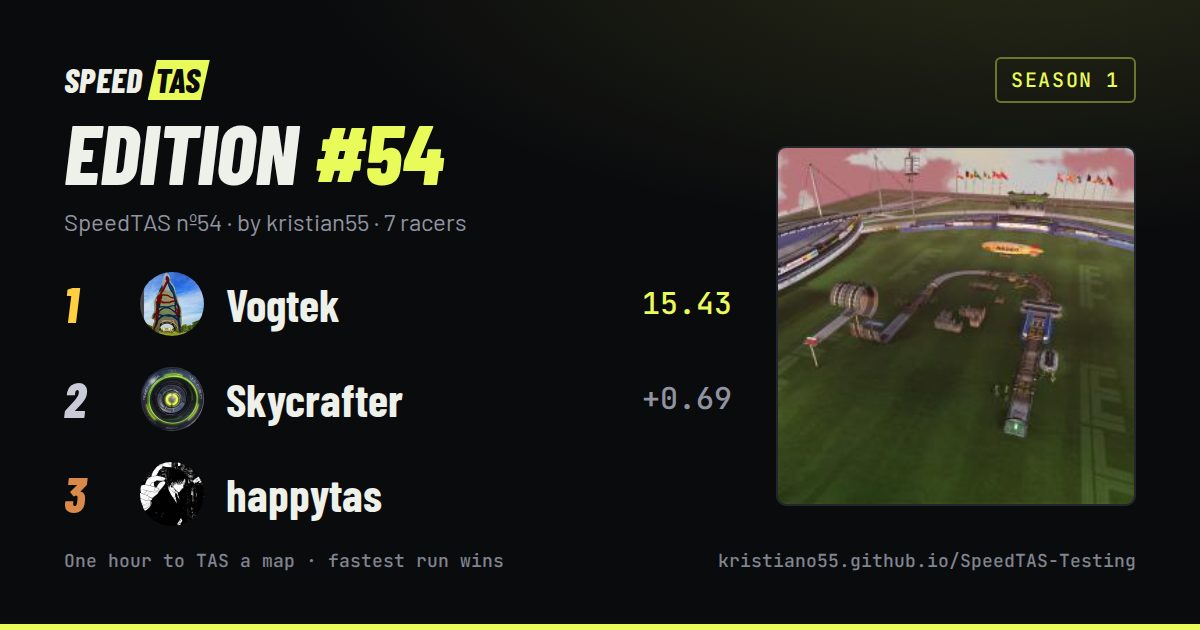 SPEED TAS
SEASON 1
EDITION #54
SpeedTAS nº54 · by kristian55 · 7 racers
1 Vogtek 15.43
2 Skycrafter +0.69
3 happytas
One hour to TAS a map · fastest run wins
kristiano55.github.io/SpeedTAS-Testing